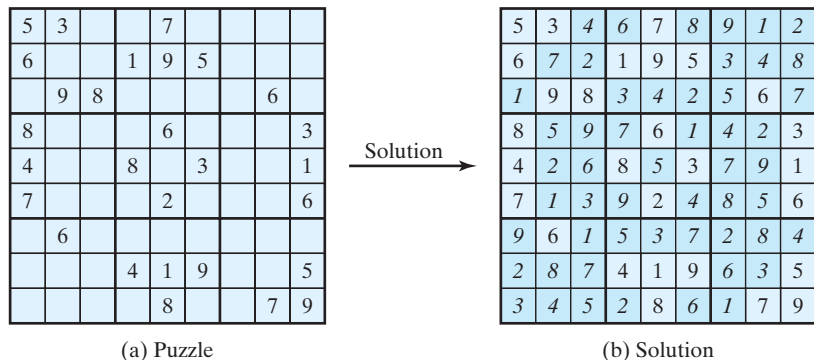 5 3 7
6 1 9 5
9 8 6
8 6 3
4 8 3 1
7 2 6
6
4 1 9 5
8 7 9
(a) Puzzle
Solution
5 3 4 6 7 8 9 1 2
6 7 2 1 9 5 3 4 8
1 9 8 3 4 2 5 6 7
8 5 9 7 6 1 4 2 3
4 2 6 8 5 3 7 9 1
7 1 3 9 2 4 8 5 6
9 6 1 5 3 7 2 8 4
2 8 7 4 1 9 6 3 5
3 4 5 2 8 6 1 7 9
(b) Solution